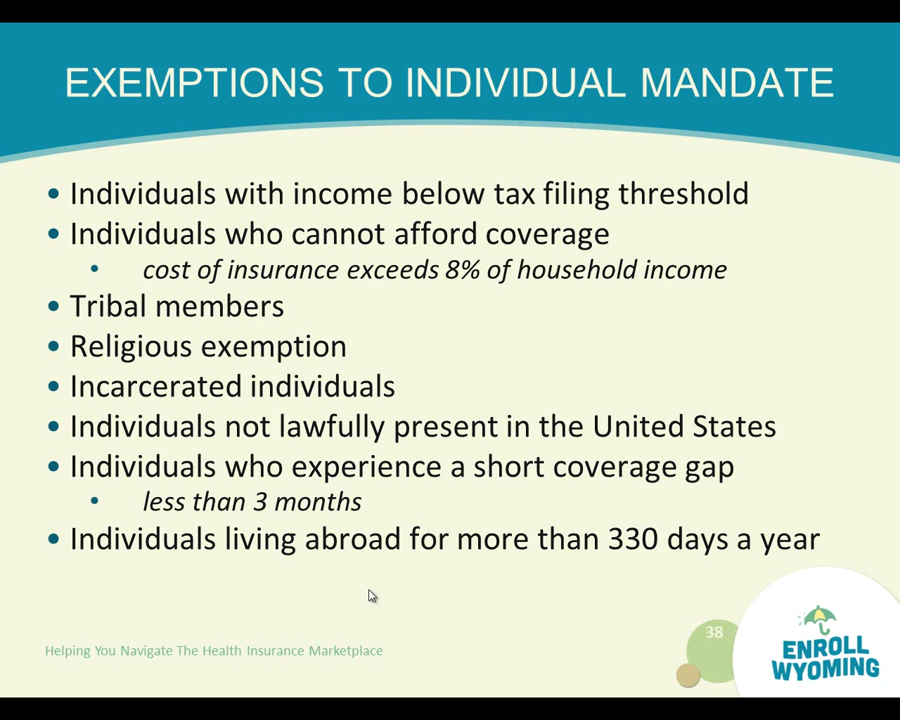 EXEMPTIONS TO INDIVIDUAL MANDATE
• Individuals with income below tax filing threshold
• Individuals who cannot afford coverage
• cost of insurance exceeds 8% of household income
• Tribal members
• Religious exemption
• Incarcerated individuals
• Individuals not lawfully present in the United States
• Individuals who experience a short coverage gap
• less than 3 months
• Individuals living abroad for more than 330 days a year
Helping You Navigate The Health Insurance Marketplace
38
ENROLL
WYOMING